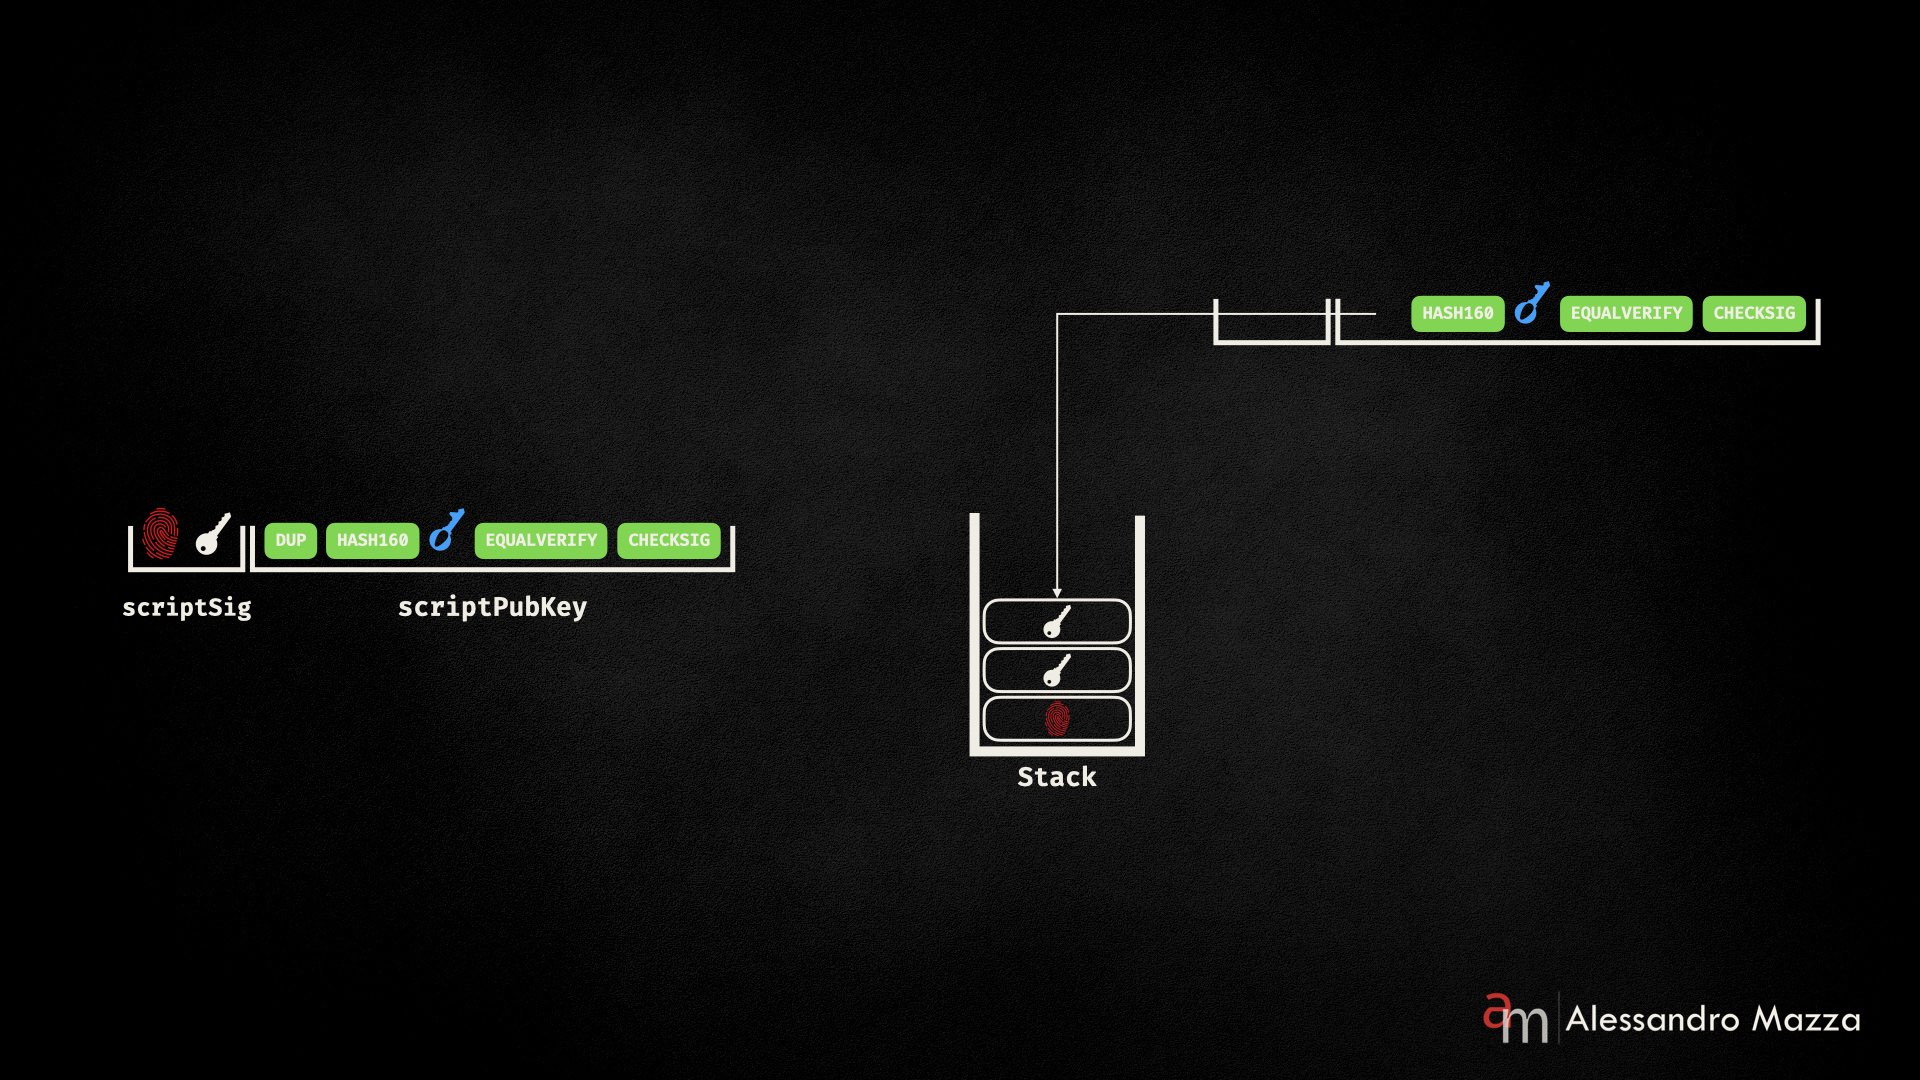 HASH160 EQUALVERIFY CHECKSIG
DUP HASH160 EQUALVERIFY CHECKSIG
scriptSig scriptPubKey
Stack
am Alessandro Mazza